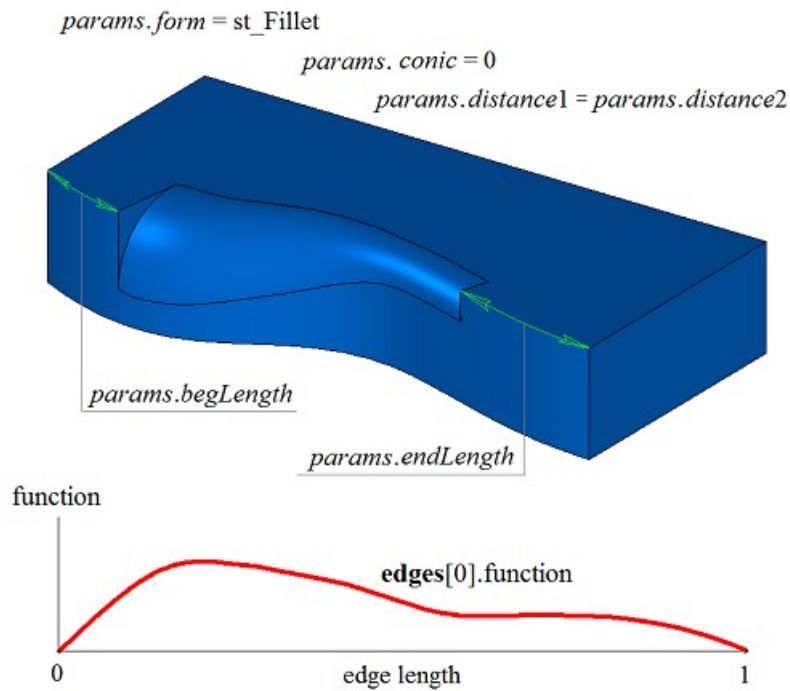 params.form = st_Fillet
params. conic = 0
params.distance1 = params.distance2
params.begLength
params.endLength
function
edges[0].function
0 edge length 1